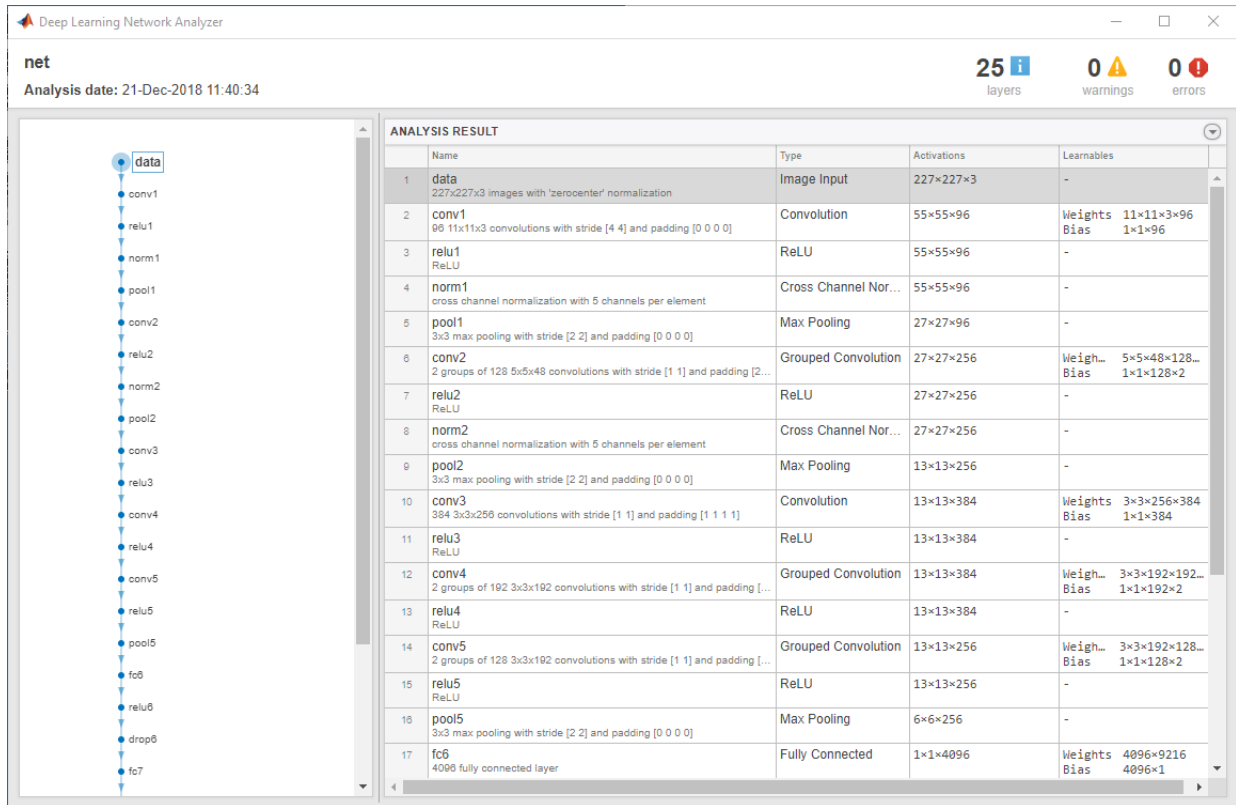 Deep Learning Network Analyzer
net
Analysis date: 21-Dec-2018 11:40:34
25 i
layers
0
warnings
0
errors
data
conv1
relu1
norm1
pool1
conv2
relu2
norm2
pool2
conv3
relu3
conv4
relu4
conv5
relu5
pool5
fc6
relu6
drop6
fc7
ANALYSIS RESULT
Name Type Activations Learnables
1 data Image Input 227×227×3 -
227x227x3 images with 'zerocenter' normalization
2 conv1 Convolution 55×55×96 Weights 11×11×3×96
96 11x11x3 convolutions with stride [4 4] and padding [0 0 0 0] Bias 1×1×96
3 relu1 ReLU 55×55×96 -
ReLU
4 norm1 Cross Channel Nor... 55×55×96 -
cross channel normalization with 5 channels per element
5 pool1 Max Pooling 27×27×96 -
3x3 max pooling with stride [2 2] and padding [0 0 0 0]
6 conv2 Grouped Convolution 27×27×256 Weigh... 5×5×48×128...
2 groups of 128 5x5x48 convolutions with stride [1 1] and padding [2... Bias 1×1×128×2
7 relu2 ReLU 27×27×256 -
ReLU
8 norm2 Cross Channel Nor... 27×27×256 -
cross channel normalization with 5 channels per element
9 pool2 Max Pooling 13×13×256 -
3x3 max pooling with stride [2 2] and padding [0 0 0 0]
10 conv3 Convolution 13×13×384 Weights 3×3×256×384
384 3x3x256 convolutions with stride [1 1] and padding [1 1 1 1] Bias 1×1×384
11 relu3 ReLU 13×13×384 -
ReLU
12 conv4 Grouped Convolution 13×13×384 Weigh... 3×3×192×192...
2 groups of 192 3x3x192 convolutions with stride [1 1] and padding [... Bias 1×1×192×2
13 relu4 ReLU 13×13×384 -
ReLU
14 conv5 Grouped Convolution 13×13×256 Weigh... 3×3×192×128...
2 groups of 128 3x3x192 convolutions with stride [1 1] and padding [... Bias 1×1×128×2
15 relu5 ReLU 13×13×256 -
ReLU
16 pool5 Max Pooling 6×6×256 -
3x3 max pooling with stride [2 2] and padding [0 0 0 0]
17 fc6 Fully Connected 1×1×4096 Weights 4096×9216
4096 fully connected layer Bias 4096×1